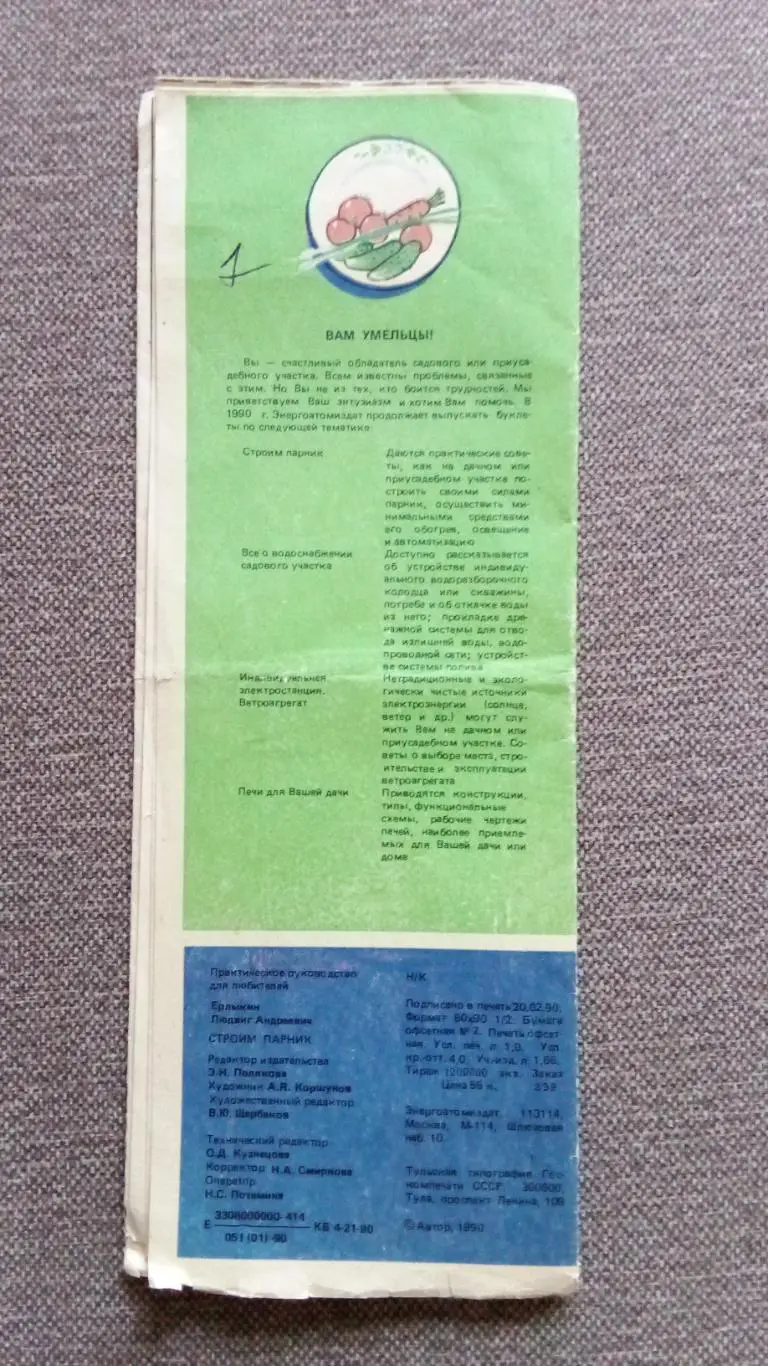 1
ВАМ УМЕЛЬЦЫ!
Вы — счастливый обладатель садового или приуса-
дебного участка. Всем известны проблемы, связанные
с этим. Но Вы не из тех, кто боится трудностей. Мы
приветствуем Ваш энтузиазм и хотим Вам помочь. В
1990 г. Энергоатомиздат продолжает выпускать букле-
ты по следующей тематике:
Строим парник
Даются практические сове-
ты, как на дачном или
приусадебном участке по-
строить своими силами
парник, осуществить ми-
нимальными средствами
его обогрев, освещение
и автоматизацию
Все о водоснабжении
садового участка
Доступно рассказывается
об устройстве индивиду-
ального водоразборочного
колодца или скважины,
погребе и об откачке воды
из него; прокладке дре-
нажной системы для отво-
да излишней воды, водо-
проводной сети; устройст-
ве системы полива
Индивидуальная
электростанция.
Ветроагрегат
Нетрадиционные и эколо-
гически чистые источники
электроэнергии (солнце,
ветер и др.) могут слу-
жить Вам на дачном или
приусадебном участке. Со-
веты о выборе места, стро-
ительстве и эксплуатации
ветроагрегата
Печи для Вашей дачи
Приводятся конструкции,
типы, функциональные
схемы, рабочие чертежи
печей, наиболее приемле-
мых для Вашей дачи или
дома
Практическое руководство
для любителей
Ерлыкин
Людвиг Андреевич
СТРОИМ ПАРНИК
Редактор издательства
Э.Н. Полякова
Художник А.Я. Коршунов
Художественный редактор
В.Ю. Щербаков
Технический редактор
О.Д. Кузнецова
Корректор Н.А. Смирнова
Оператор
Н.С. Потемина
Е 3306000000-414 КБ 4-21-90
051 (01) -90
Н/К
Подписано в печать 20.02.90.
Формат 60х90 1/2. Бумага
офсетная № 2. Печать офсет-
ная. Усл. печ. л. 1,0. Усл.
кр.-отт. 4,0. Уч.-изд. л. 1,66.
Тираж экз. Заказ
Цена 55 к.
Энергоатомиздат, 113114,
Москва, М-114, Шлюзовая
наб. 10.
Тульская типография Гос-
компечати СССР 300600,
Тула, проспект Ленина, 109
© Автор, 1990